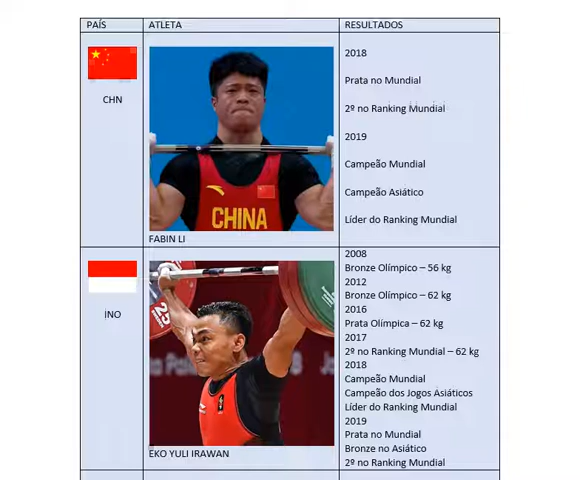 PAÍS ATLETA RESULTADOS
CHN
CHINA
FABIN LI
2018
Prata no Mundial
2º no Ranking Mundial
2019
Campeão Mundial
Campeão Asiático
Líder do Ranking Mundial
INO
25
EKO YULI IRAWAN
2008
Bronze Olímpico – 56 kg
2012
Bronze Olímpico – 62 kg
2016
Prata Olímpica – 62 kg
2017
2º no Ranking Mundial – 62 kg
2018
Campeão Mundial
Campeão dos Jogos Asiáticos
Líder do Ranking Mundial
2019
Prata no Mundial
Bronze no Asiático
2º no Ranking Mundial